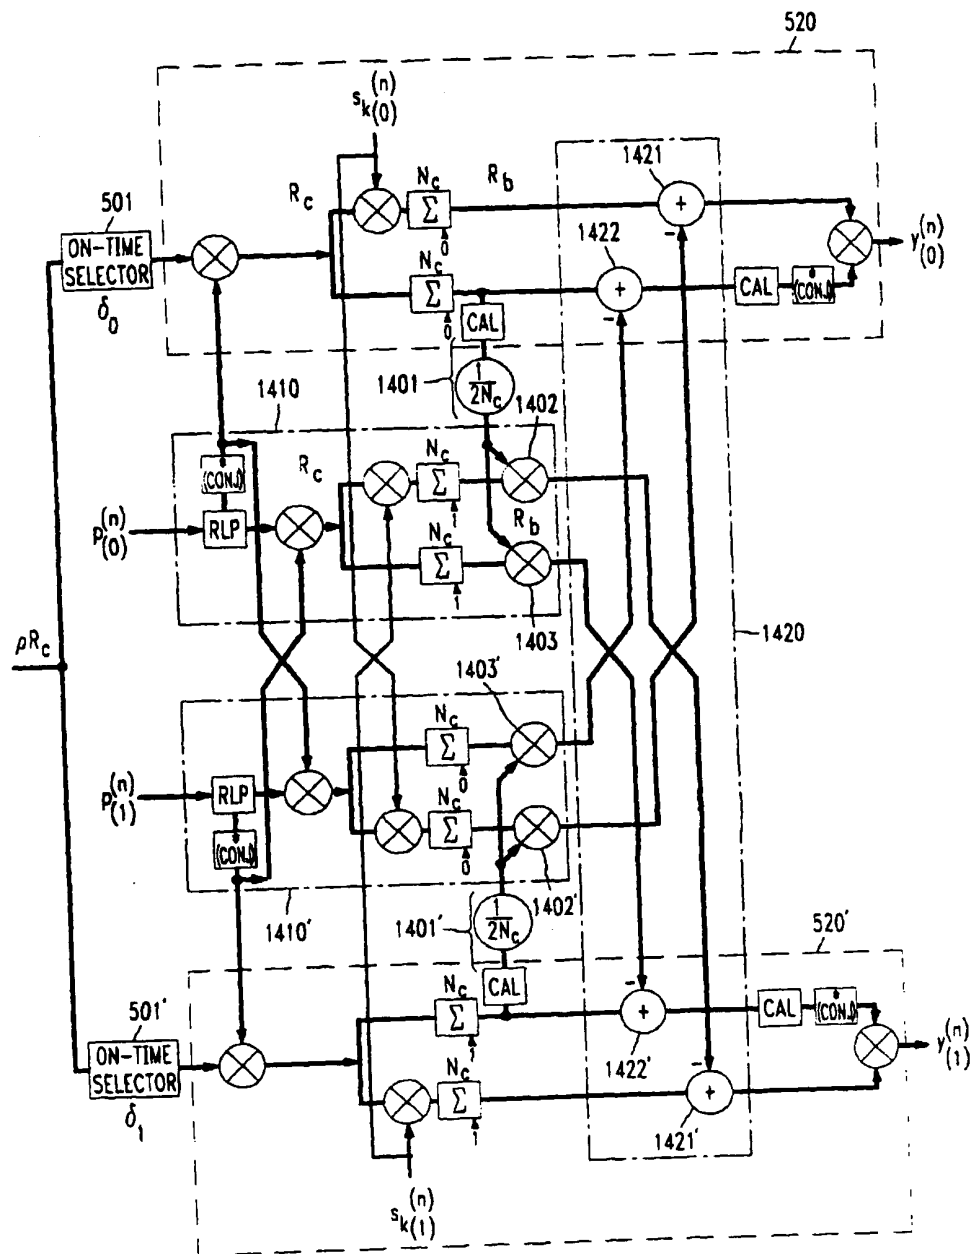 520
s_k(0)^(n)
1421
501
R_c
N_c
R_b
1422
ON-TIME
SELECTOR
δ_0
Σ
0
+
-
y_(0)^(n)
N_c
Σ
0
+
-
CAL
(CONJ)
*
CAL
1401
1/2N_c
1402
1410
(CONJ)
*
R_c
N_c
Σ
1
p_(0)^(n)
RLP
N_c
R_b
Σ
1
1403
1420
ρR_c
1403'
N_c
Σ
0
p_(1)^(n)
RLP
N_c
Σ
0
(CONJ)
*
1402'
1410'
1401'
1/2N_c
520'
CAL
N_c
Σ
1
-
+
CAL
(CONJ)
*
501'
ON-TIME
SELECTOR
δ_1
1422'
y_(1)^(n)
N_c
Σ
1
-
+
1421'
s_k(1)^(n)